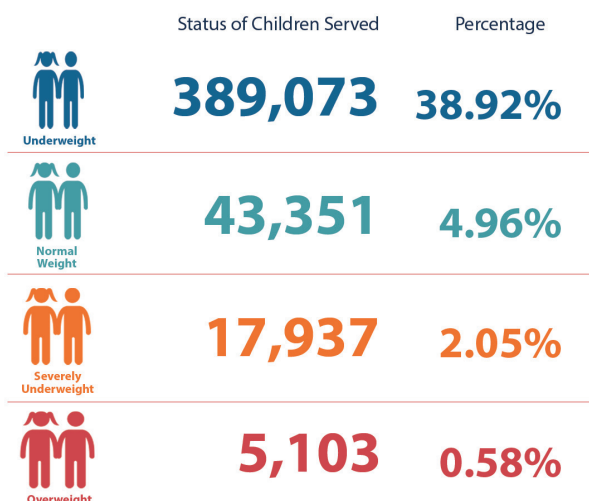 Status of Children Served Percentage
389,073 38.92%
Underweight
43,351 4.96%
Normal
Weight
17,937 2.05%
Severely
Underweight
5,103 0.58%
Overweight